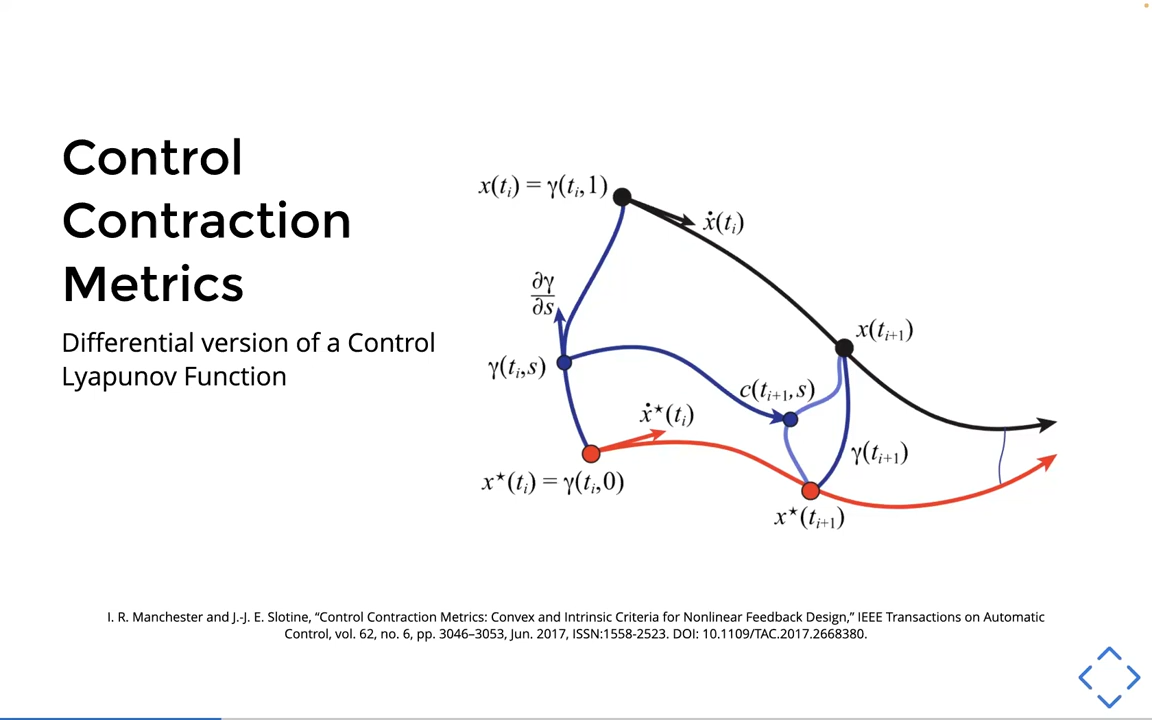 Control
Contraction
Metrics
Differential version of a Control
Lyapunov Function
x(tᵢ) = γ(tᵢ,1)
ẋ(tᵢ)
∂γ
∂s
γ(tᵢ,s)
x(tᵢ₊₁)
c(tᵢ₊₁,s)
ẋ⋆(tᵢ)
γ(tᵢ₊₁)
x⋆(tᵢ) = γ(tᵢ,0)
x⋆(tᵢ₊₁)
I. R. Manchester and J.-J. E. Slotine, “Control Contraction Metrics: Convex and Intrinsic Criteria for Nonlinear Feedback Design,” IEEE Transactions on Automatic
Control, vol. 62, no. 6, pp. 3046–3053, Jun. 2017, ISSN:1558-2523. DOI: 10.1109/TAC.2017.2668380.